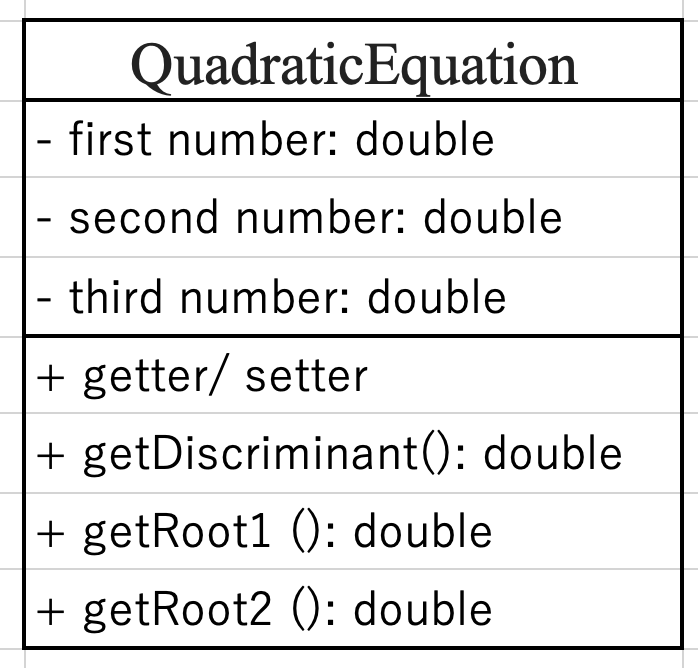 QuadraticEquation
- first number: double
- second number: double
- third number: double
+ getter/ setter
+ getDiscriminant(): double
+ getRoot1 (): double
+ getRoot2 (): double